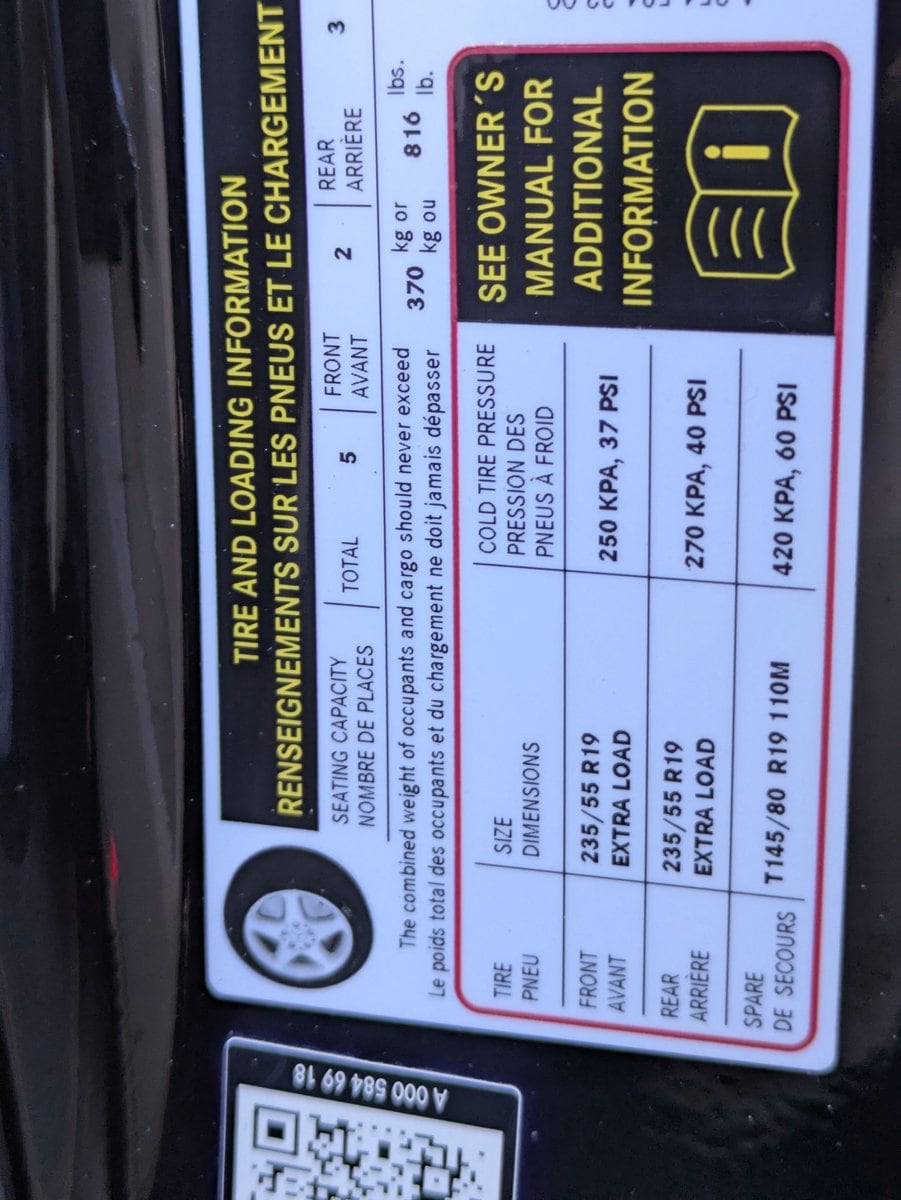 TIRE AND LOADING INFORMATION
RENSEIGNEMENTS SUR LES PNEUS ET LE CHARGEMENT
SEATING CAPACITY TOTAL 5 FRONT 2 REAR 3
NOMBRE DE PLACES AVANT ARRIÈRE
The combined weight of occupants and cargo should never exceed 370 kg or 816 lbs.
Le poids total des occupants et du chargement ne doit jamais dépasser kg ou lb.
TIRE SIZE COLD TIRE PRESSURE
PNEU DIMENSIONS PRESSION DES
PNEUS À FROID
FRONT 235/55 R19 250 KPA, 37 PSI
AVANT EXTRA LOAD
REAR 235/55 R19 270 KPA, 40 PSI
ARRIÈRE EXTRA LOAD
SPARE T145/80 R19 110M 420 KPA, 60 PSI
DE SECOURS
SEE OWNER´S
MANUAL FOR
ADDITIONAL
INFORMATION
A 000 584 69 18